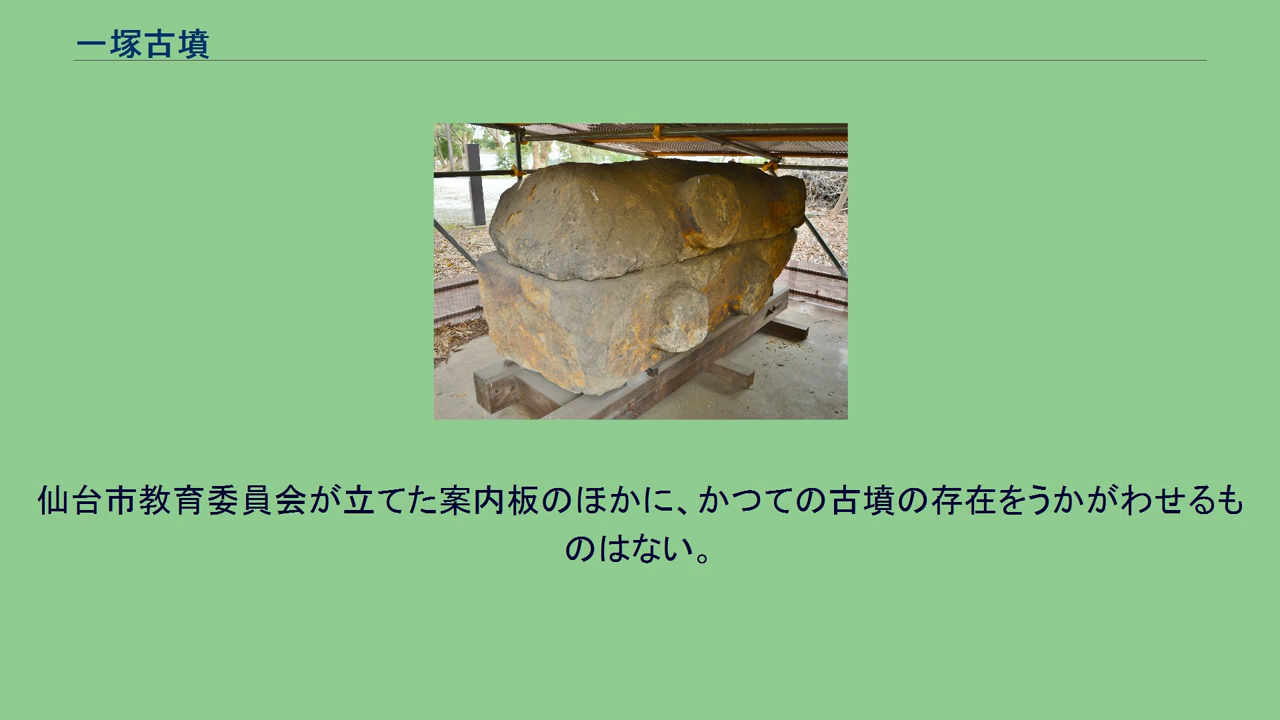 一塚古墳
仙台市教育委員会が立てた案内板のほかに、かつての古墳の存在をうかがわせるも
のはない。